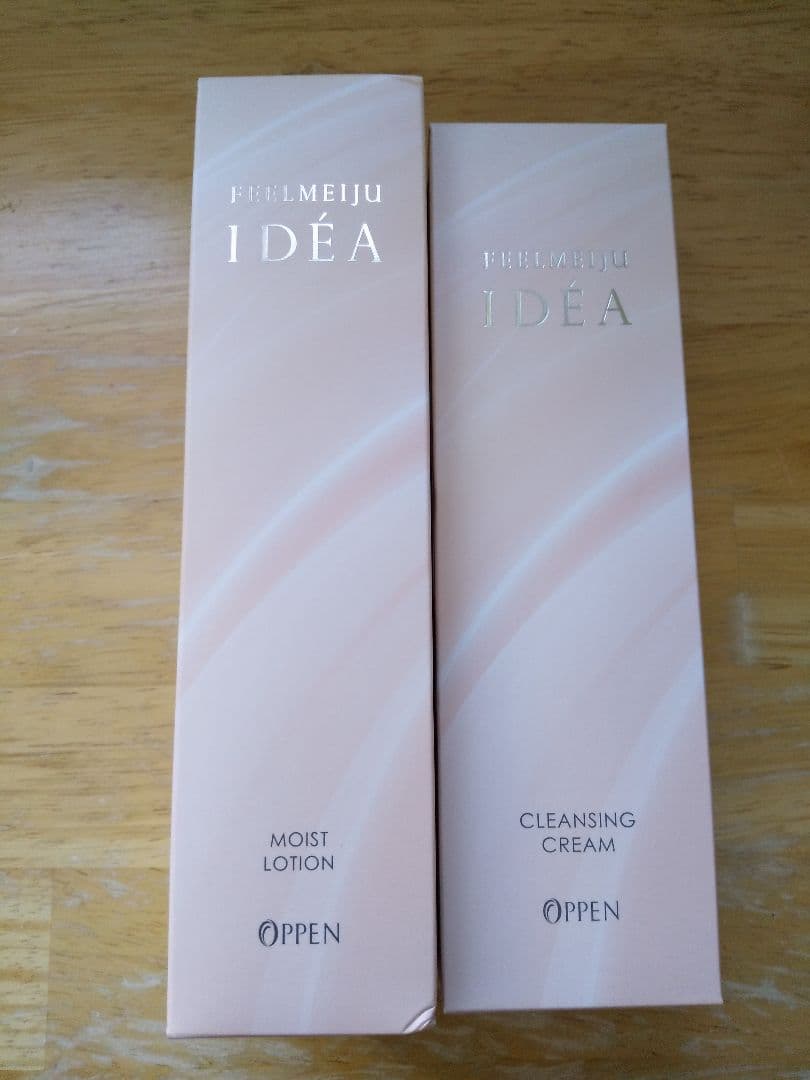 FEELMEIJU
IDÉA
MOIST
LOTION
OPPEN
FEELMEIJU
IDÉA
CLEANSING
CREAM
OPPEN